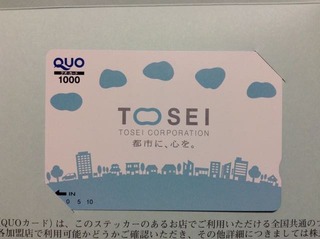 QUO
1000
TOSEI
TOSEI CORPORATION
都市に、心を。
IN
0 5 10
(QUOカード) は、このステッカーのあるお店でご利用いただける全国共通の
各加盟店で利用可能かどうかご確認いただき、その他詳細につきましては株